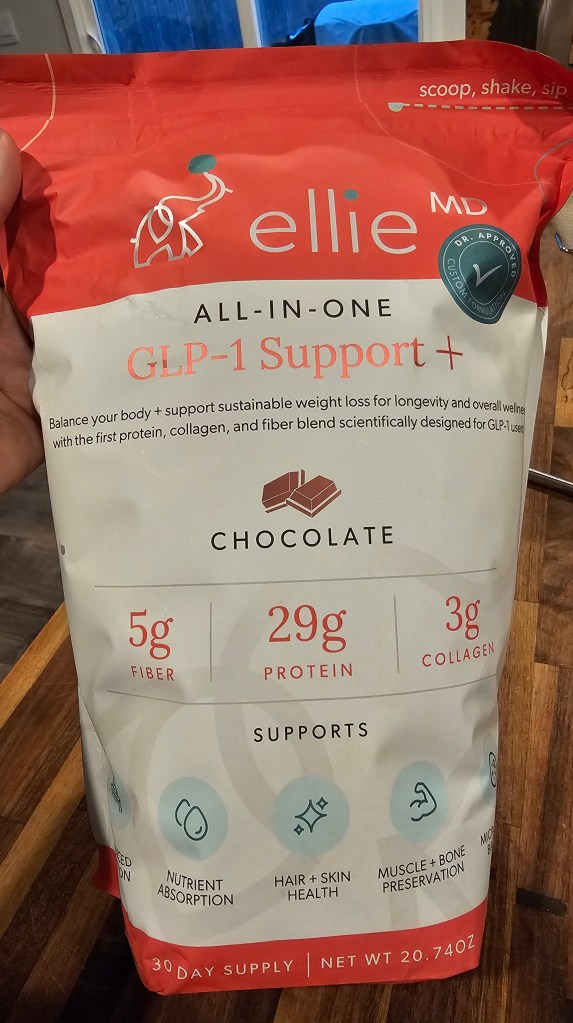 scoop, shake, sip
ellie MD
DR. APPROVED
CUSTOM FORMULATION
ALL-IN-ONE
GLP-1 Support +
Balance your body + support sustainable weight loss for longevity and overall wellne
with the first protein, collagen, and fiber blend scientifically designed for GLP-1 users
CHOCOLATE
5g
FIBER
29g
PROTEIN
3g
COLLAGEN
SUPPORTS
NUTRIENT
ABSORPTION
HAIR + SKIN
HEALTH
MUSCLE + BONE
PRESERVATION
30 DAY SUPPLY | NET WT 20.74OZ